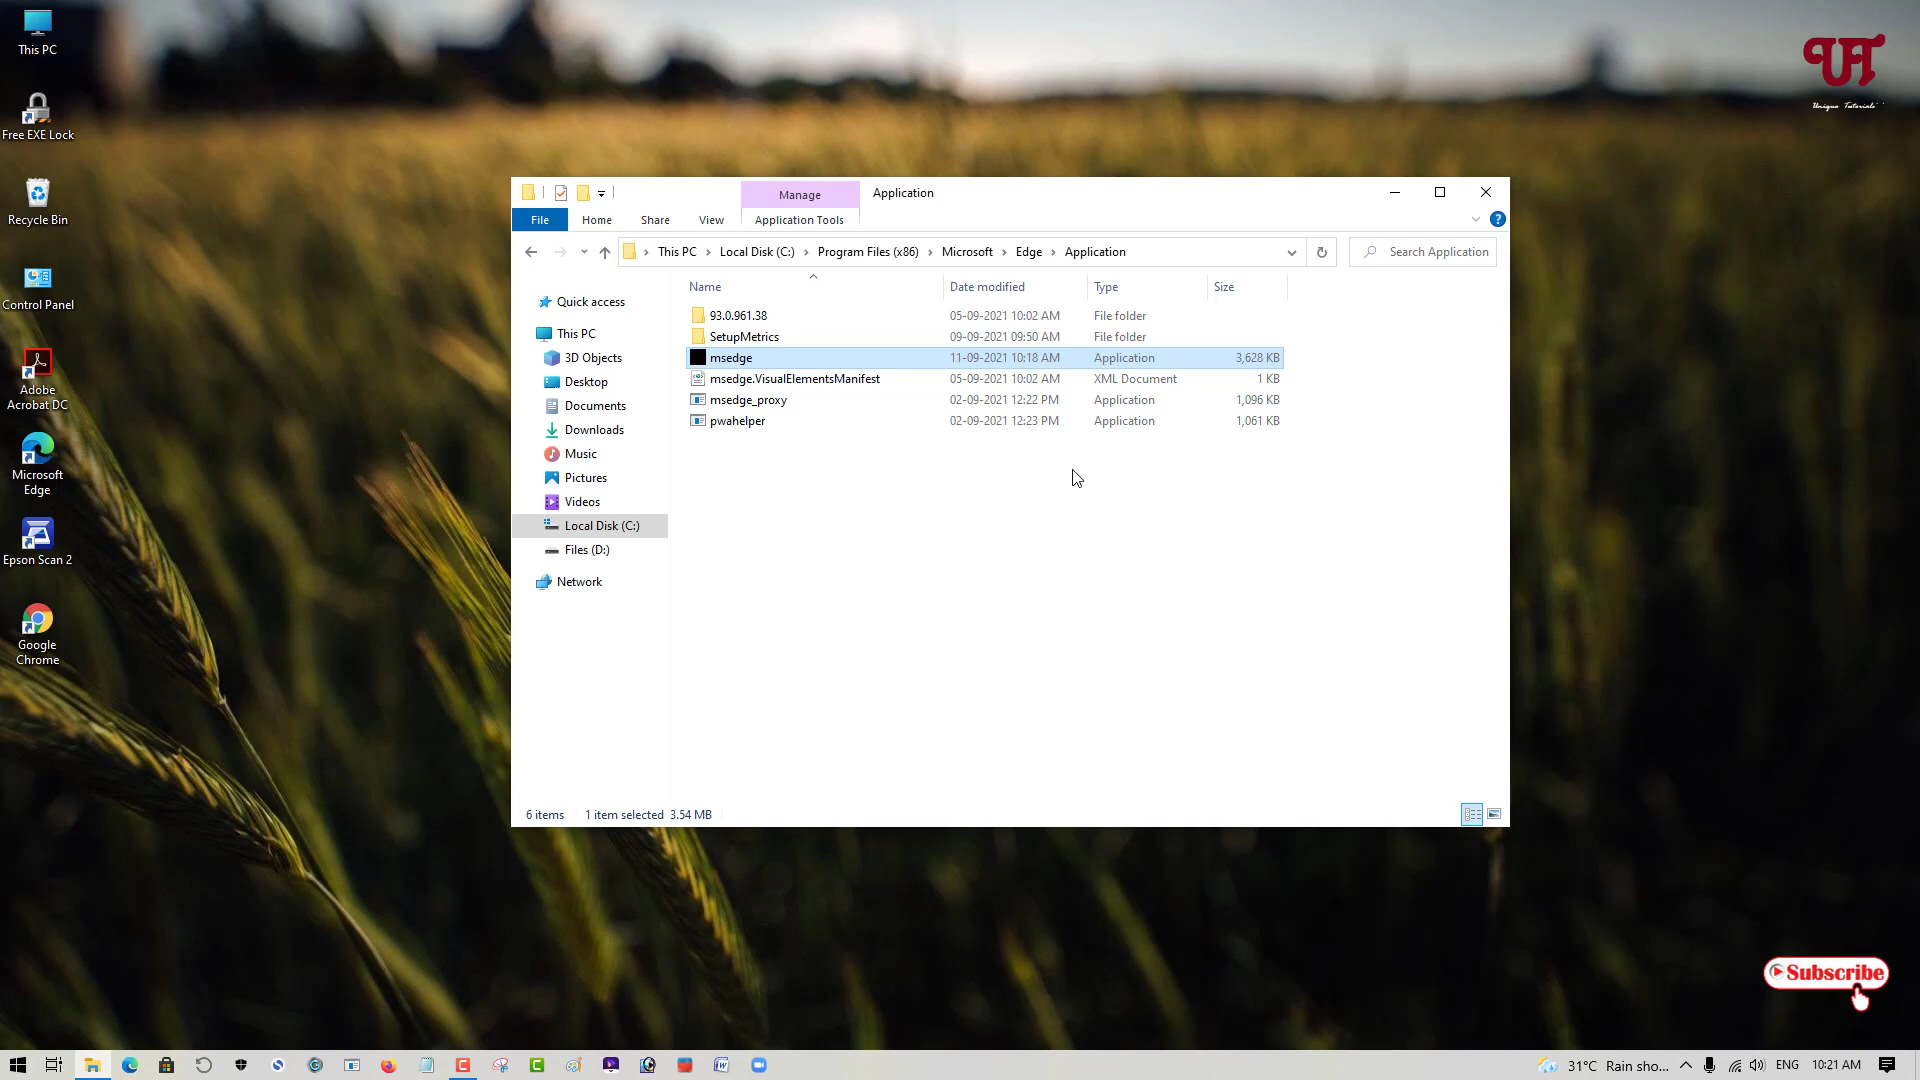 This PC
Free EXE Lock
Recycle Bin
Control Panel
Adobe
Acrobat DC
Microsoft
Edge
Epson Scan 2
Google
Chrome
UT
Unique Tutorials
Manage
Application
File
Home
Share
View
Application Tools
This PC
Local Disk (C:)
Program Files (x86)
Microsoft
Edge
Application
Search Application
Quick access
This PC
3D Objects
Desktop
Documents
Downloads
Music
Pictures
Videos
Local Disk (C:)
Files (D:)
Network
Name Date modified Type Size
93.0.961.38 05-09-2021 10:02 AM File folder
SetupMetrics 09-09-2021 09:50 AM File folder
msedge 11-09-2021 10:18 AM Application 3,628 KB
msedge.VisualElementsManifest 05-09-2021 10:02 AM XML Document 1 KB
msedge_proxy 02-09-2021 12:22 PM Application 1,096 KB
pwahelper 02-09-2021 12:23 PM Application 1,061 KB
6 items 1 item selected 3.54 MB
Subscribe
31°C Rain sho... ENG 10:21 AM